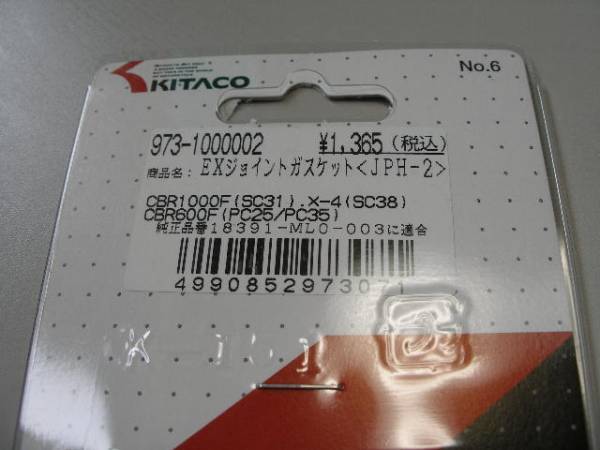 KITACO
No.6
973-1000002 ¥1,365 (税込)
商品名: EXジョイントガスケット<JPH-2>
CBR1000F(SC31).X-4(SC38)
CBR600F(PC25/PC35)
純正品番18391-ML0-003に適合
4990852973071